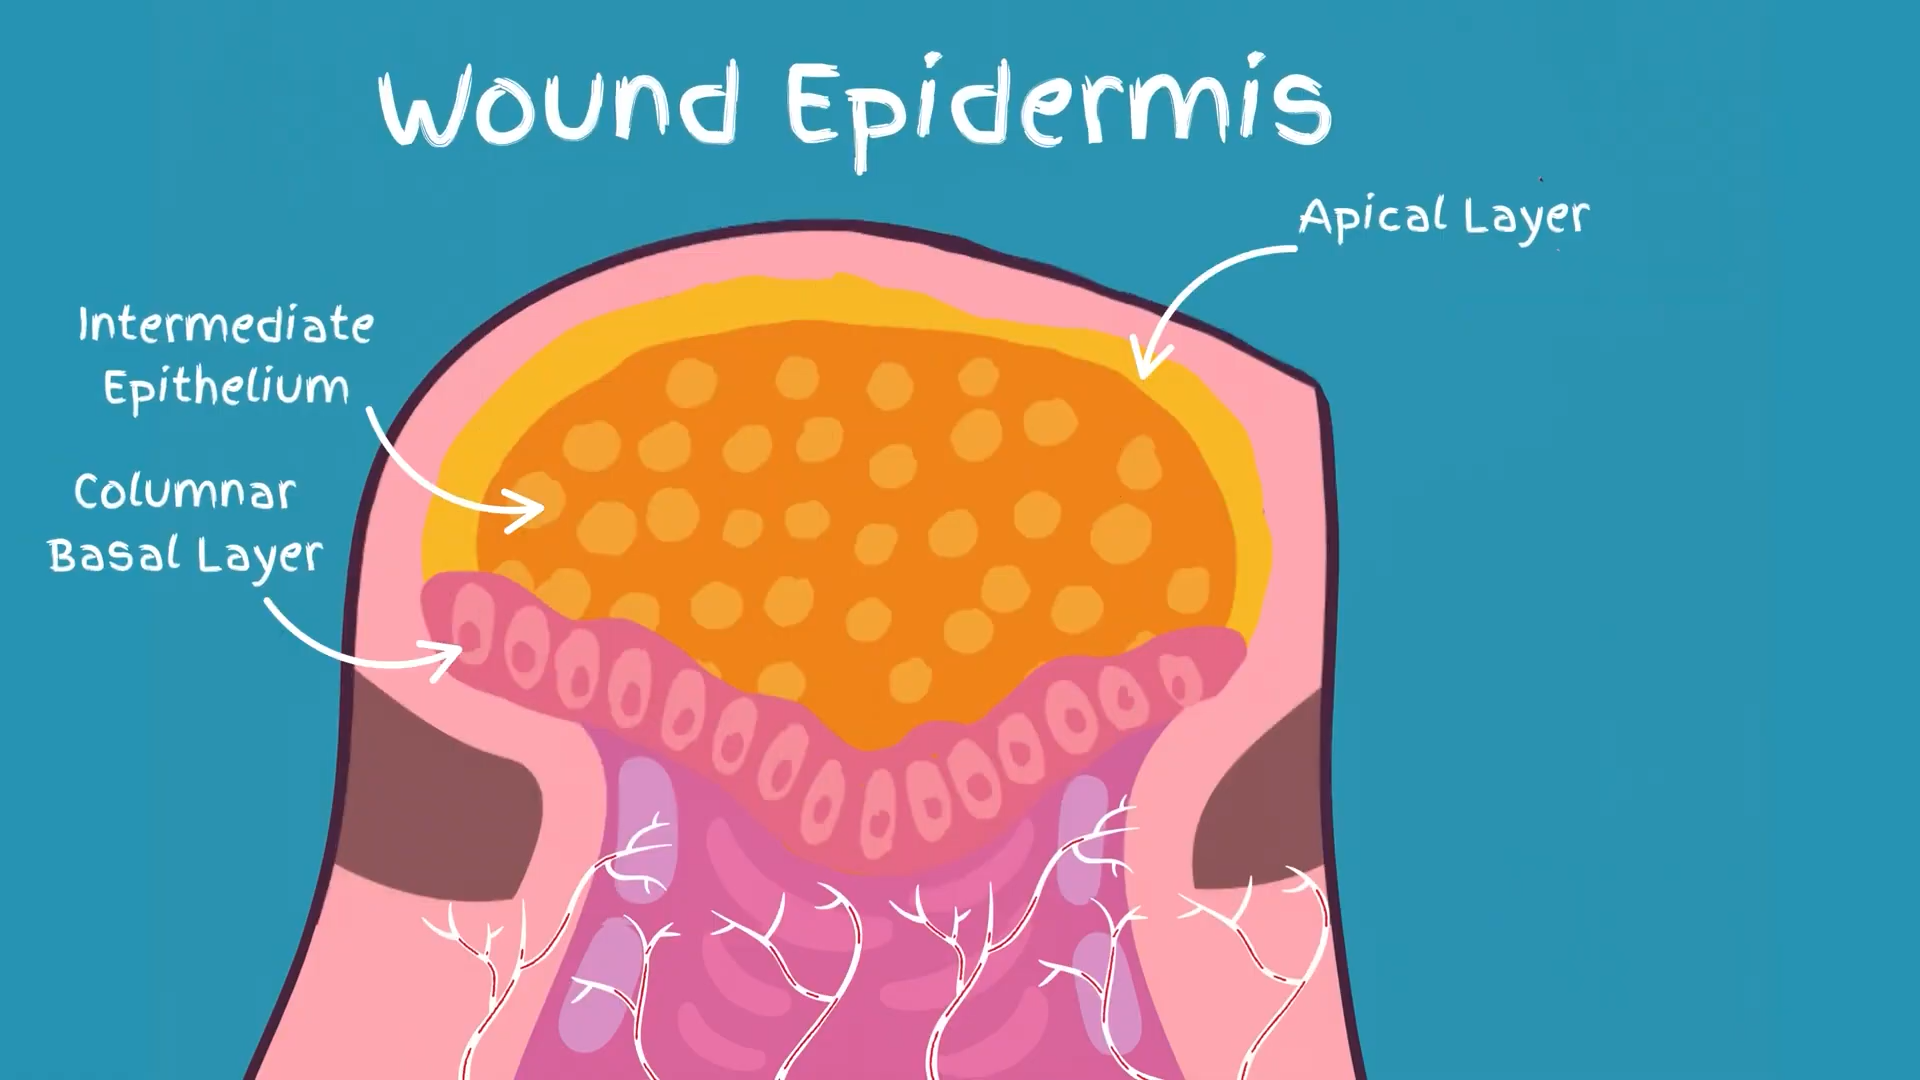 Wound Epidermis
Apical Layer
Intermediate
Epithelium
Columnar
Basal Layer